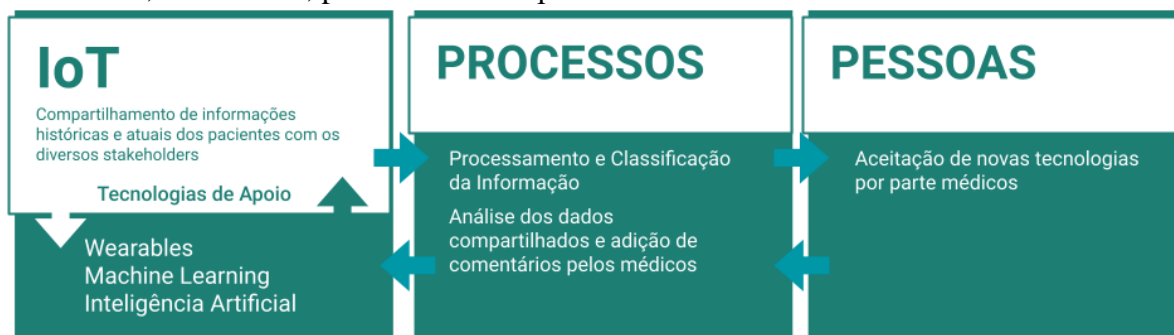 IoT
Compartilhamento de informações
históricas e atuais dos pacientes com os
diversos stakeholders
Tecnologias de Apoio
Wearables
Machine Learning
Inteligência Artificial
PROCESSOS
Processamento e Classificação
da Informação
Análise dos dados
compartilhados e adição de
comentários pelos médicos
PESSOAS
Aceitação de novas tecnologias
por parte médicos